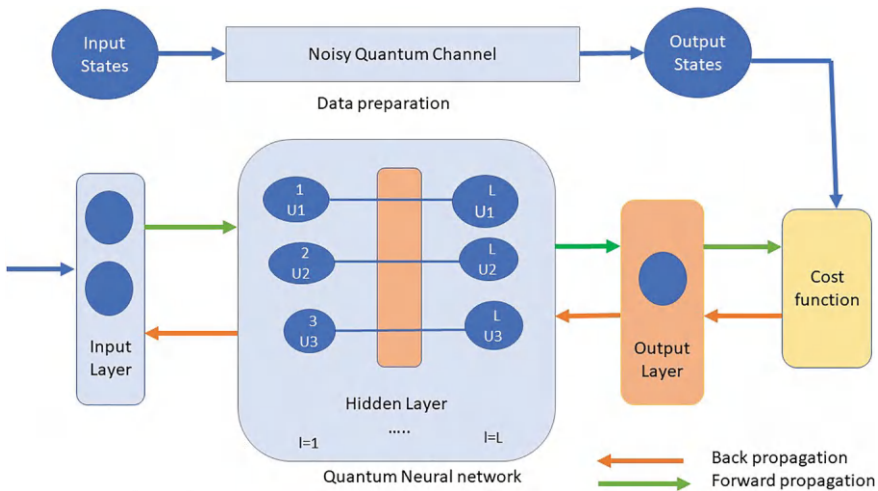 Input
States
Noisy Quantum Channel
Output
States
Data preparation
1
U1
L
U1
2
U2
L
U2
3
U3
L
U3
Input
Layer
Hidden Layer
l=1
.....
l=L
Quantum Neural network
Output
Layer
Cost
function
Back propagation
Forward propagation